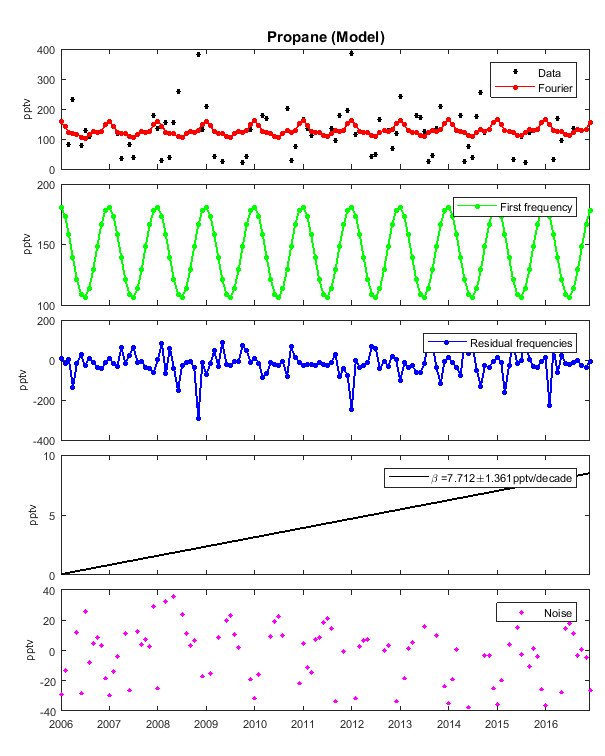 Propane (Model)
400
300
200
100
0
pptv
Data
Fourier
200
150
100
pptv
First frequency
200
0
-200
-400
pptv
Residual frequencies
10
5
0
pptv
β =7.712±1.361pptv/decade
40
20
0
-20
-40
pptv
Noise
2006 2007 2008 2009 2010 2011 2012 2013 2014 2015 2016